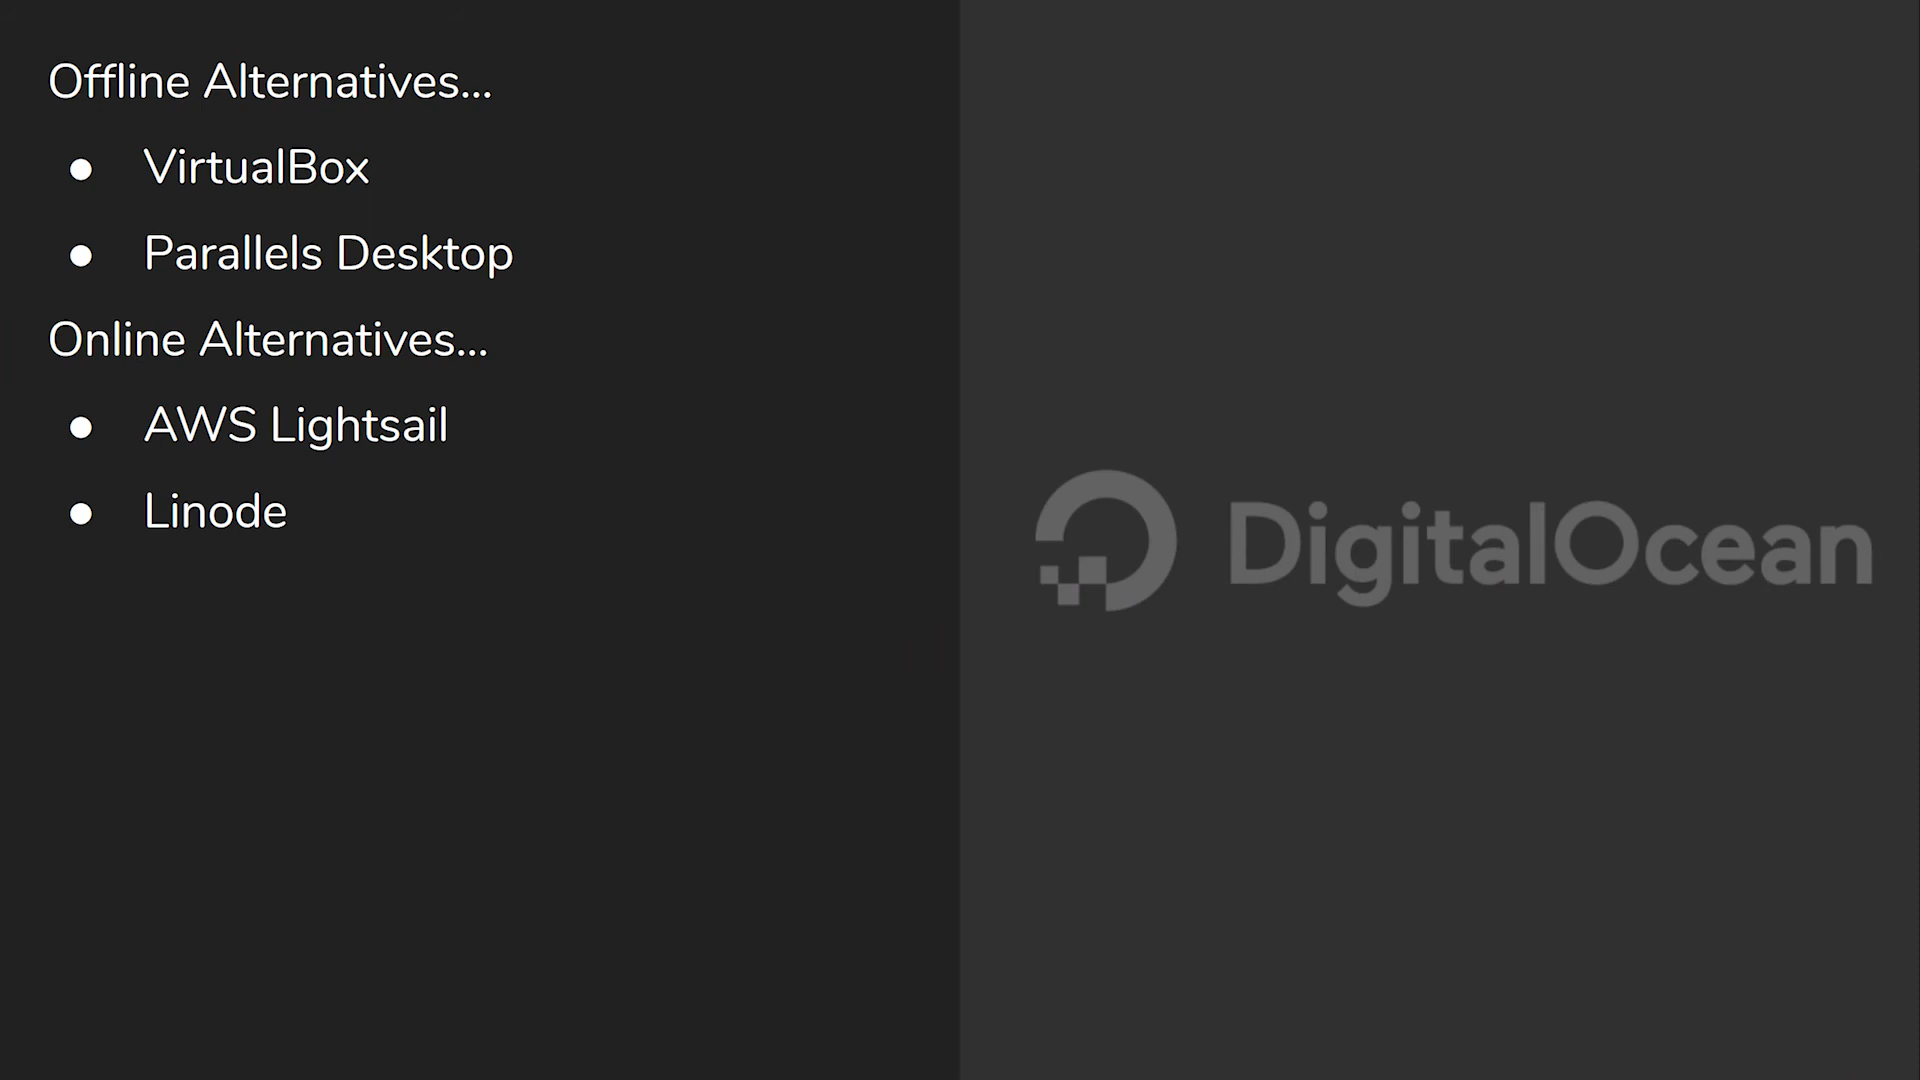 Offline Alternatives...
● VirtualBox
● Parallels Desktop
Online Alternatives...
● AWS Lightsail
● Linode
DigitalOcean